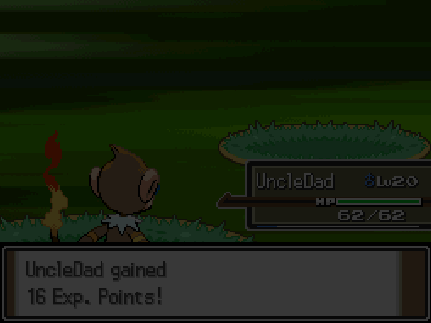 UncleDad ♂Lv20
HP
62/62
UncleDad gained
16 Exp. Points!